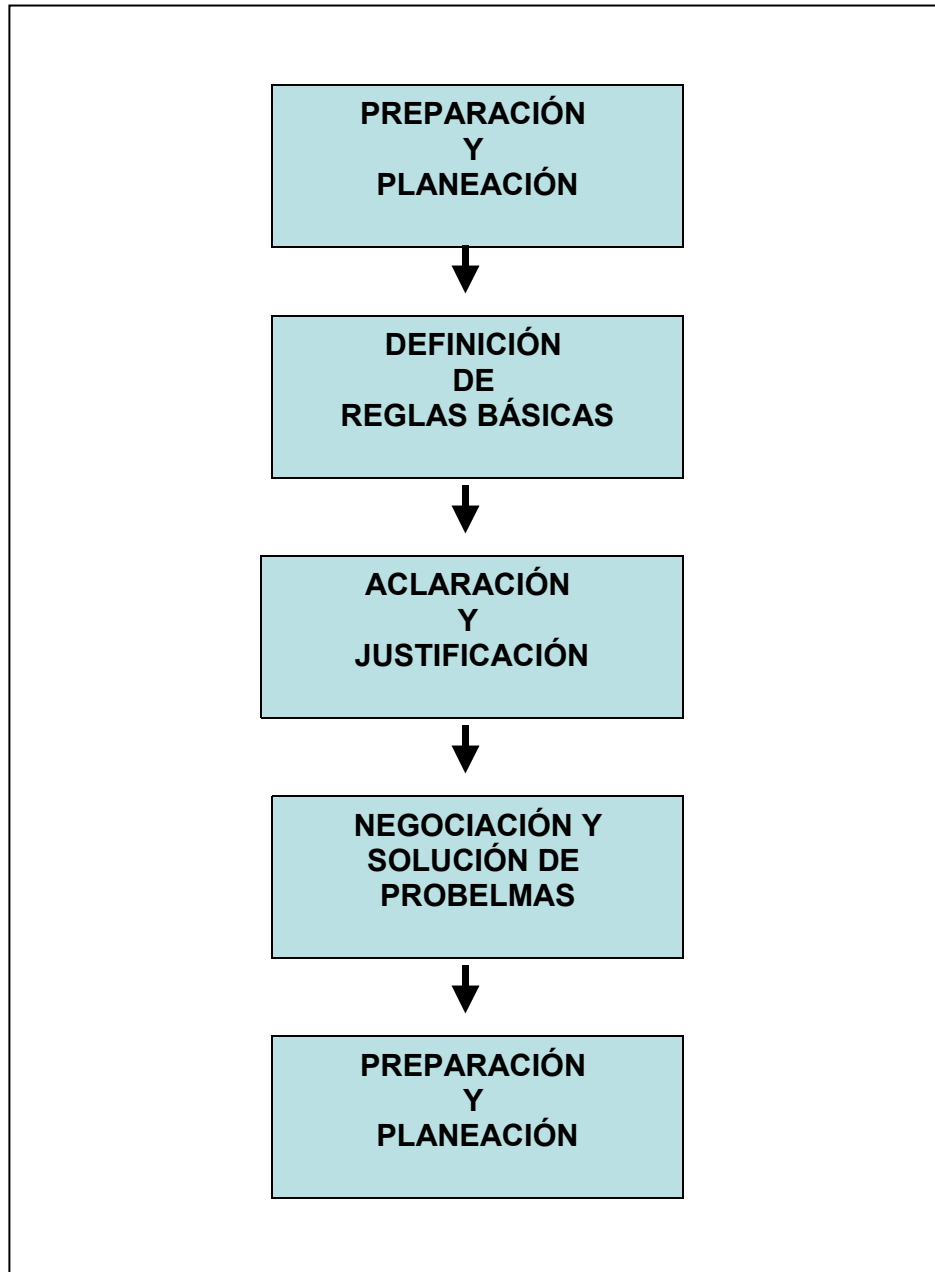 PREPARACIÓN
Y
PLANEACIÓN
DEFINICIÓN
DE
REGLAS BÁSICAS
ACLARACIÓN
Y
JUSTIFICACIÓN
NEGOCIACIÓN Y
SOLUCIÓN DE
PROBELMAS
PREPARACIÓN
Y
PLANEACIÓN